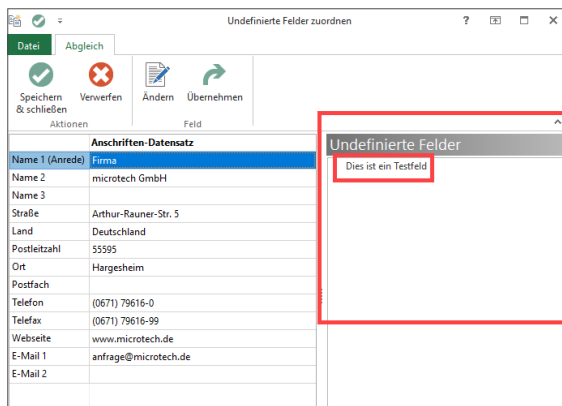 Undefinierte Felder zuordnen
Datei Abgleich
Speichern & schließen
Verwerfen
Ändern
Übernehmen
Aktionen
Feld
Anschriften-Datensatz
Name 1 (Anrede) Firma
Name 2 microtech GmbH
Name 3
Straße Arthur-Rauner-Str. 5
Land Deutschland
Postleitzahl 55595
Ort Hargesheim
Postfach
Telefon (0671) 79616-0
Telefax (0671) 79616-99
Webseite www.microtech.de
E-Mail 1 anfrage@microtech.de
E-Mail 2
Undefinierte Felder
Dies ist ein Testfeld